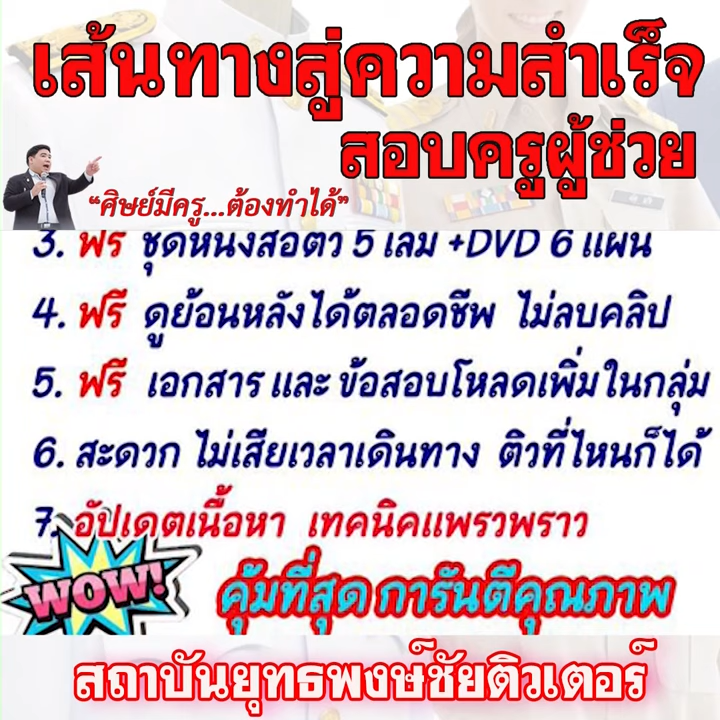 เส้นทางสู่ความสำเร็จ
สอบครูผู้ช่วย
“ศิษย์มีครู...ต้องทำได้”
3. ฟรี ชุดหนังสือติว 5 เล่ม +DVD 6 แผ่น
4. ฟรี ดูย้อนหลังได้ตลอดชีพ ไม่ลบคลิป
5. ฟรี เอกสาร และ ข้อสอบโหลดเพิ่มในกลุ่ม
6. สะดวก ไม่เสียเวลาเดินทาง ติวที่ไหนก็ได้
7. อัปเดตเนื้อหา เทคนิคแพรวพราว
WOW!
คุ้มที่สุด การันตีคุณภาพ
สถาบันยุทธพงษ์ชัยติวเตอร์